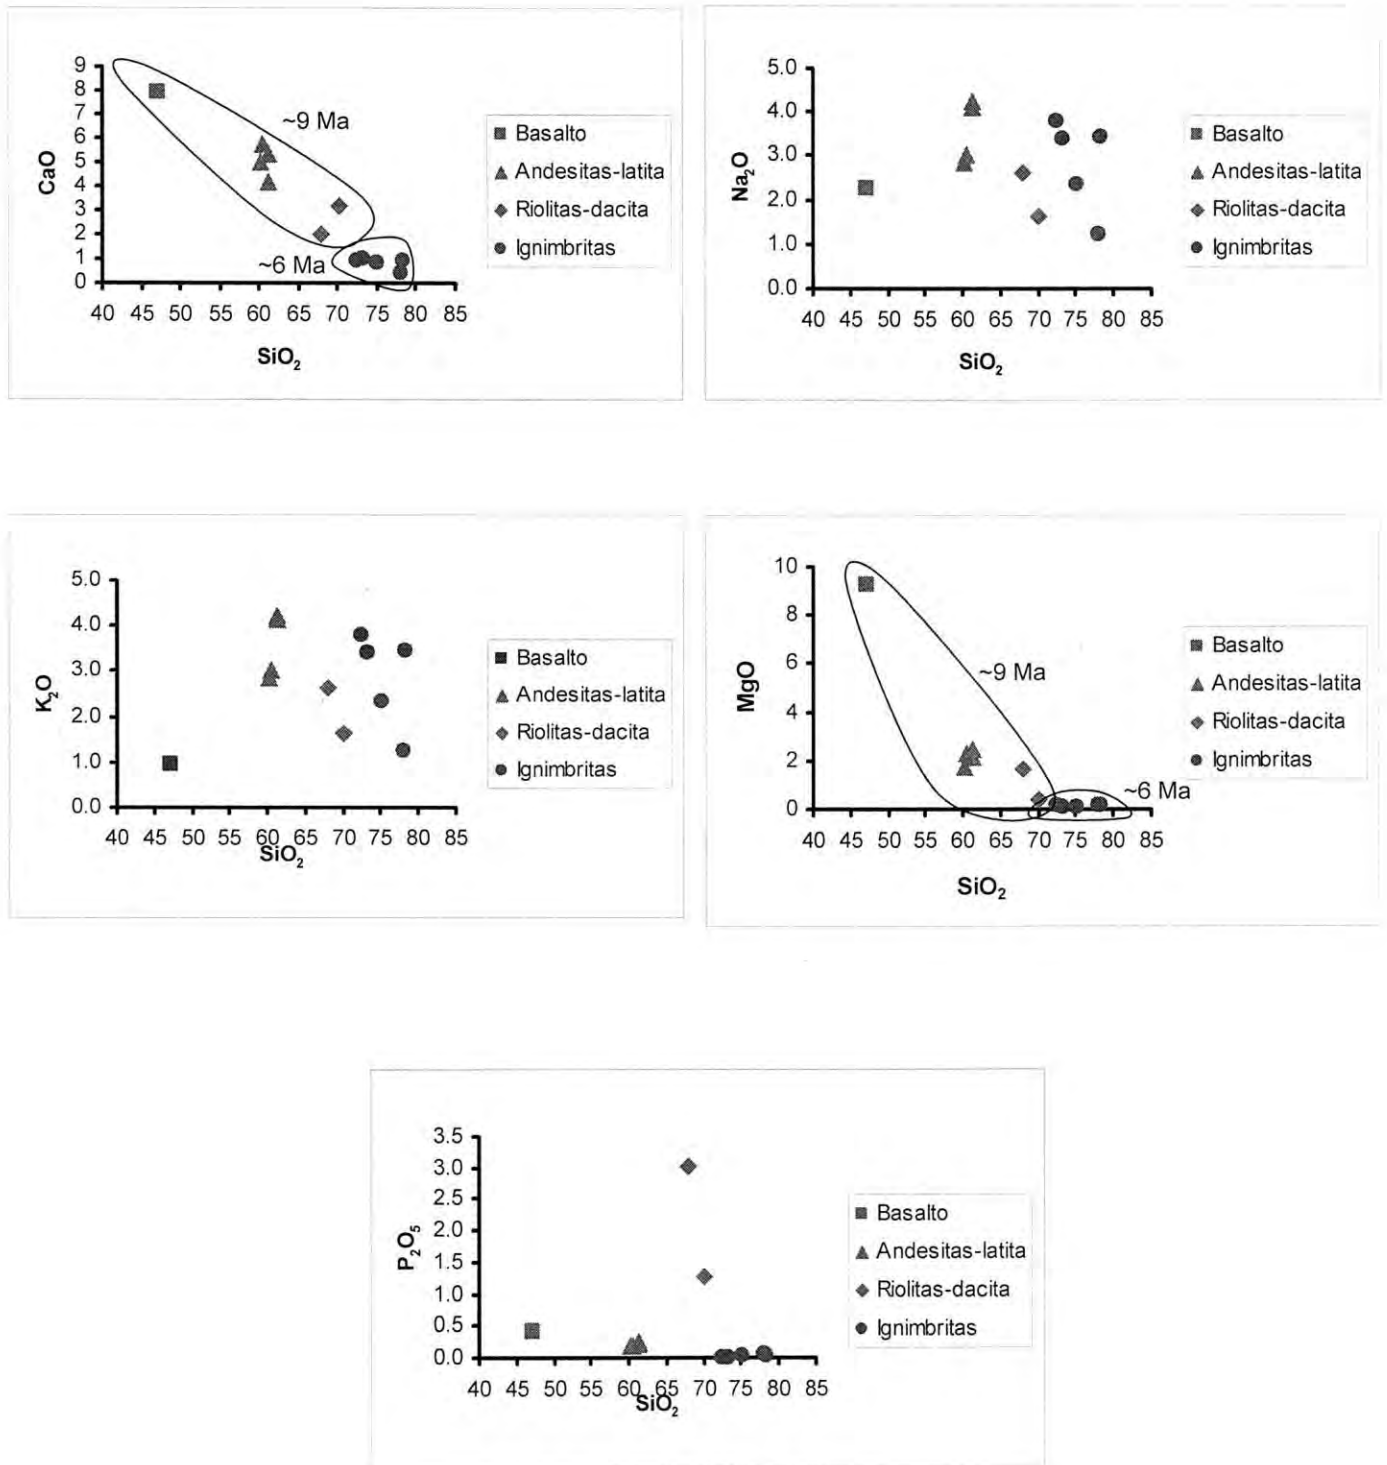 9
8
7
6
5
4
3
2
1
0
CaO
~9 Ma
~6 Ma
40 45 50 55 60 65 70 75 80 85
SiO₂
Basalto
Andesitas-latita
Riolitas-dacita
Ignimbritas
5.0
4.0
3.0
2.0
1.0
0.0
Na₂O
40 45 50 55 60 65 70 75 80 85
SiO₂
Basalto
Andesitas-latita
Riolitas-dacita
Ignimbritas
5.0
4.0
3.0
2.0
1.0
0.0
K₂O
40 45 50 55 60 65 70 75 80 85
SiO₂
Basalto
Andesitas-latita
Riolitas-dacita
Ignimbritas
10
8
6
4
2
0
MgO
~9 Ma
~6 Ma
40 45 50 55 60 65 70 75 80 85
SiO₂
Basalto
Andesitas-latita
Riolitas-dacita
Ignimbritas
3.5
3.0
2.5
2.0
1.5
1.0
0.5
0.0
P₂O₅
40 45 50 55 60 65 70 75 80 85
SiO₂
Basalto
Andesitas-latita
Riolitas-dacita
Ignimbritas